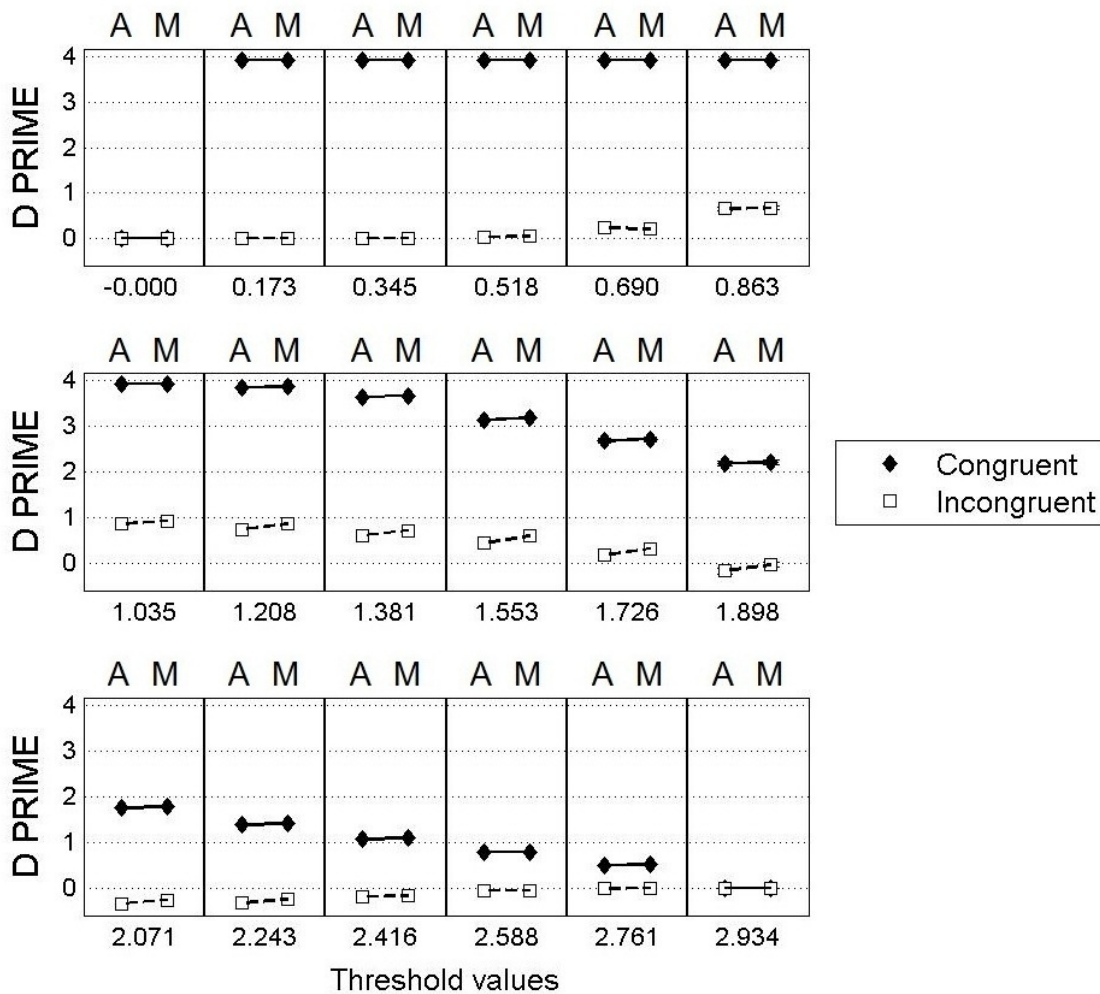 A M A M A M A M A M A M
4
3
2
1
0
D PRIME
-0.000 0.173 0.345 0.518 0.690 0.863
A M A M A M A M A M A M
4
3
2
1
0
D PRIME
1.035 1.208 1.381 1.553 1.726 1.898
Congruent
Incongruent
A M A M A M A M A M A M
4
3
2
1
0
D PRIME
2.071 2.243 2.416 2.588 2.761 2.934
Threshold values